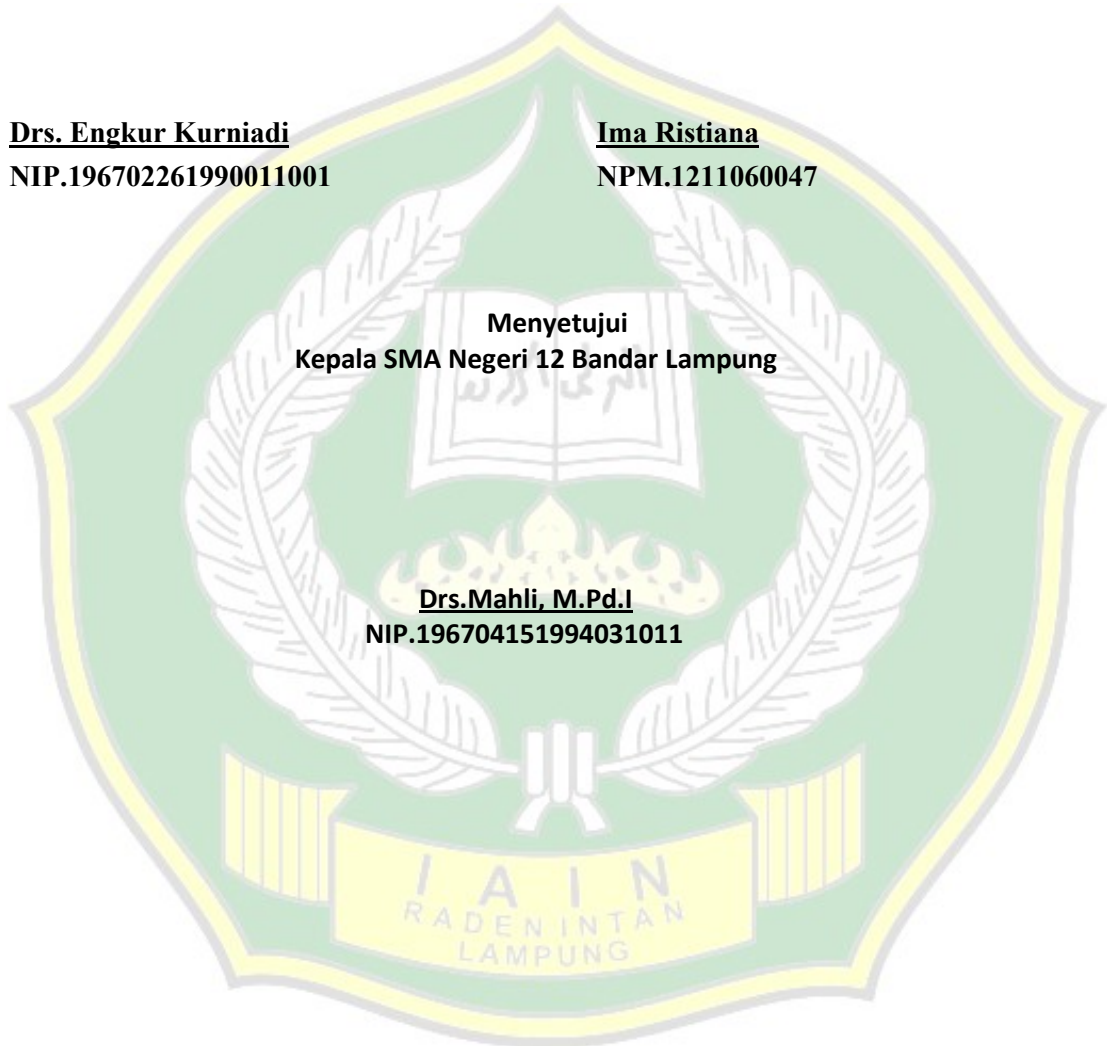 Drs. Engkur Kurniadi Ima Ristiana
NIP.196702261990011001 NPM.1211060047
Menyetujui
Kepala SMA Negeri 12 Bandar Lampung
Drs.Mahli, M.Pd.I
NIP.196704151994031011
IAIN
RADEN INTAN
LAMPUNG